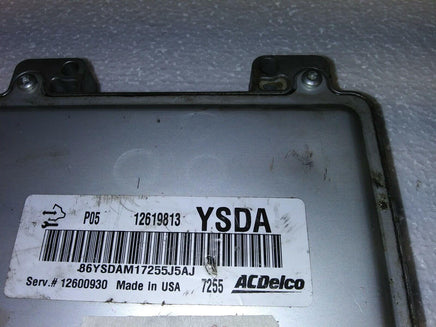 P05 12619813 YSDA
86YSDAM17255J5AJ
Serv.# 12600930 Made in USA 7255 ACDelco